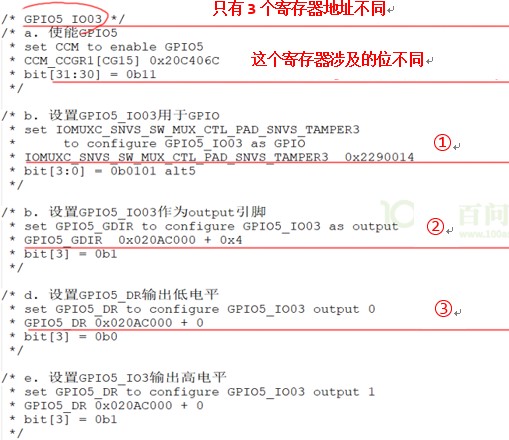 只有 3 个寄存器地址不同
/* GPIO5_IO03 */
/* a. 使能GPIO5
* set CCM to enable GPIO5
* CCM_CCGR1[CG15] 0x20C406C
* bit[31:30] = 0b11
*/
这个寄存器涉及的位不同
/* b. 设置GPIO5_IO03用于GPIO
* set IOMUXC_SNVS_SW_MUX_CTL_PAD_SNVS_TAMPER3
to configure GPIO5_IO03 as GPIO
* IOMUXC_SNVS_SW_MUX_CTL_PAD_SNVS_TAMPER3 0x2290014
* bit[3:0] = 0b0101 alt5
*/
①
/* b. 设置GPIO5_IO03作为output引脚
* set GPIO5_GDIR to configure GPIO5_IO03 as output
* GPIO5_GDIR 0x020AC000 + 0x4
* bit[3] = 0b1
*/
②
/* d. 设置GPIO5_DR输出低电平
* set GPIO5_DR to configure GPIO5_IO03 output 0
* GPIO5_DR 0x020AC000 + 0
* bit[3] = 0b0
*/
③
/* e. 设置GPIO5_IO3输出高电平
* set GPIO5_DR to configure GPIO5_IO03 output 1
* GPIO5_DR 0x020AC000 + 0
* bit[3] = 0b1
*/
百问